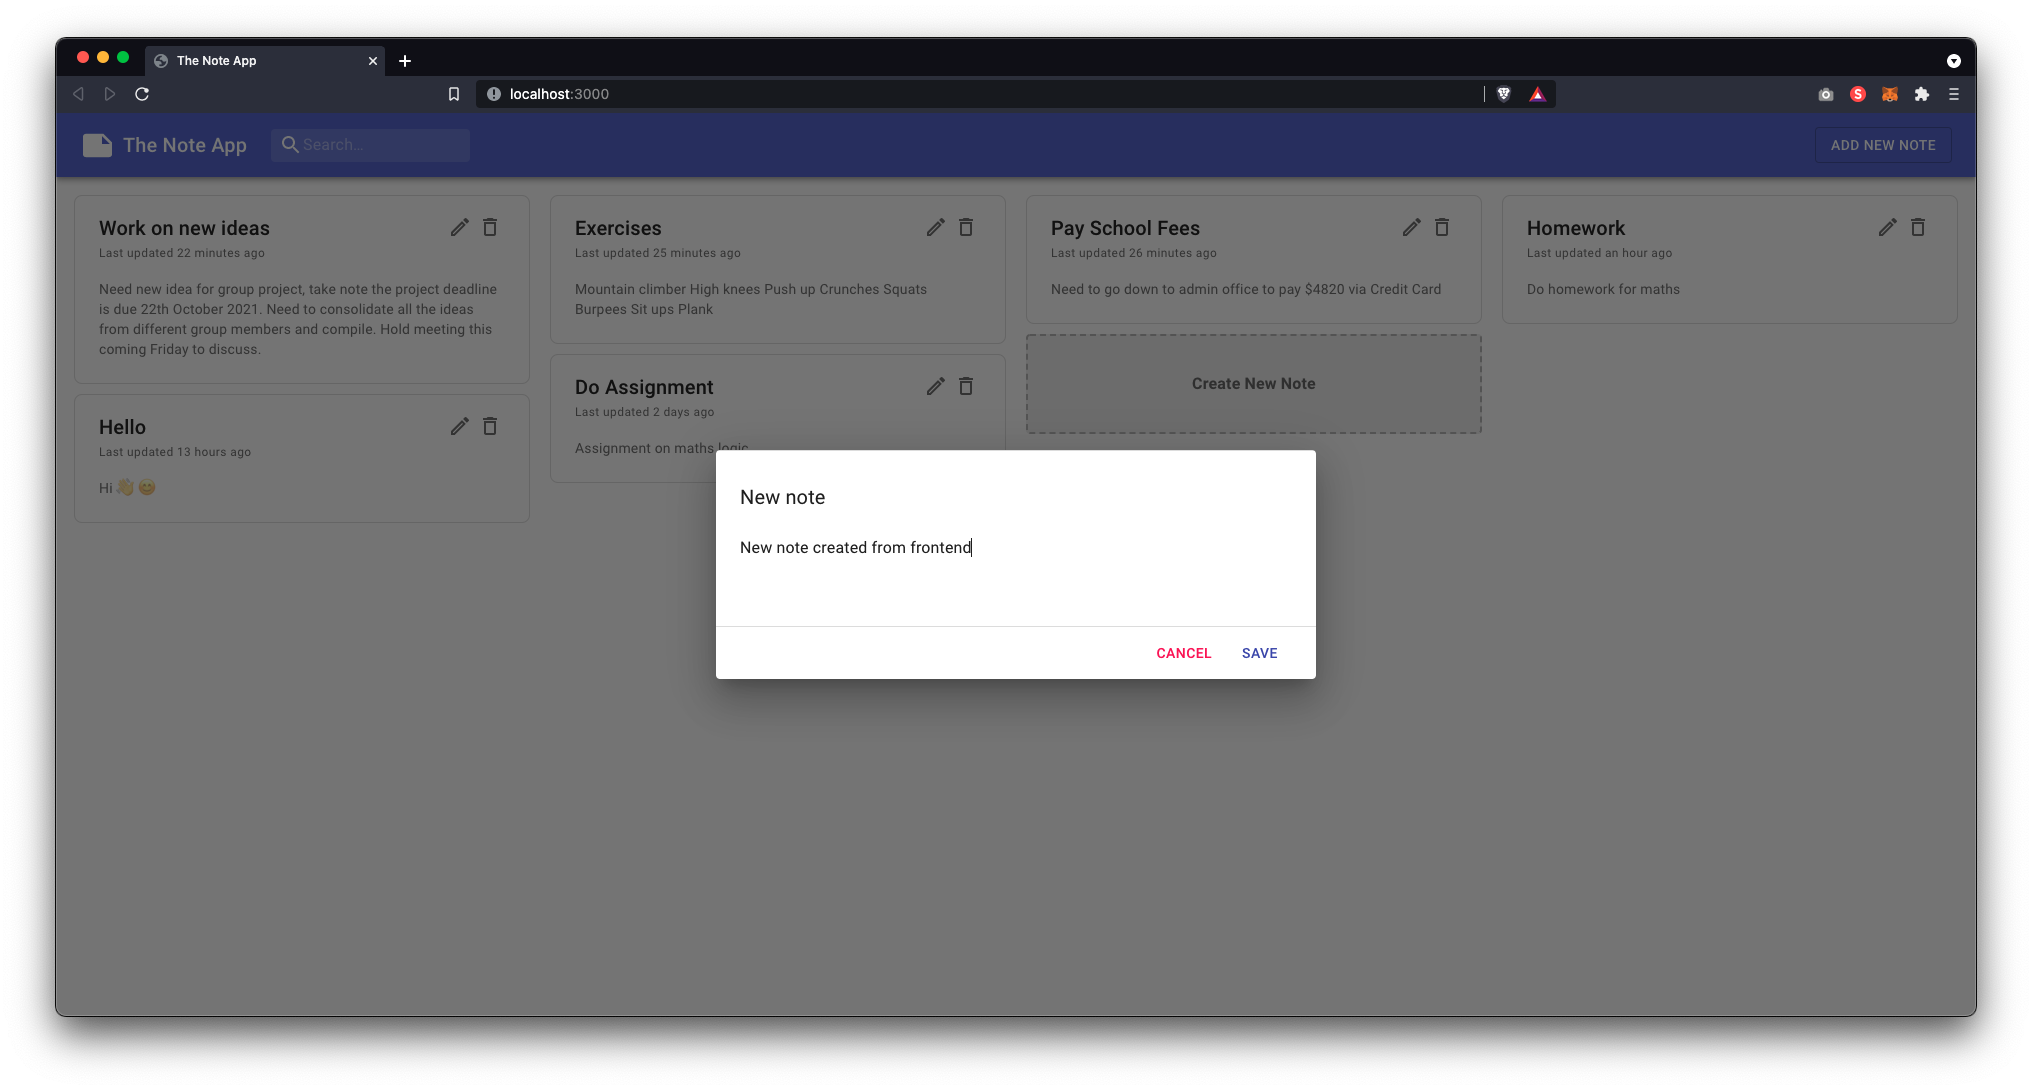 The Note App
localhost:3000
The Note App
Search...
ADD NEW NOTE
Work on new ideas
Last updated 22 minutes ago
Need new idea for group project, take note the project deadline
is due 22th October 2021. Need to consolidate all the ideas
from different group members and compile. Hold meeting this
coming Friday to discuss.
Hello
Last updated 13 hours ago
Hi 👋 😊
Exercises
Last updated 25 minutes ago
Mountain climber High knees Push up Crunches Squats
Burpees Sit ups Plank
Do Assignment
Last updated 2 days ago
Assignment on maths logic
Pay School Fees
Last updated 26 minutes ago
Need to go down to admin office to pay $4820 via Credit Card
Create New Note
Homework
Last updated an hour ago
Do homework for maths
New note
New note created from frontend
CANCEL
SAVE